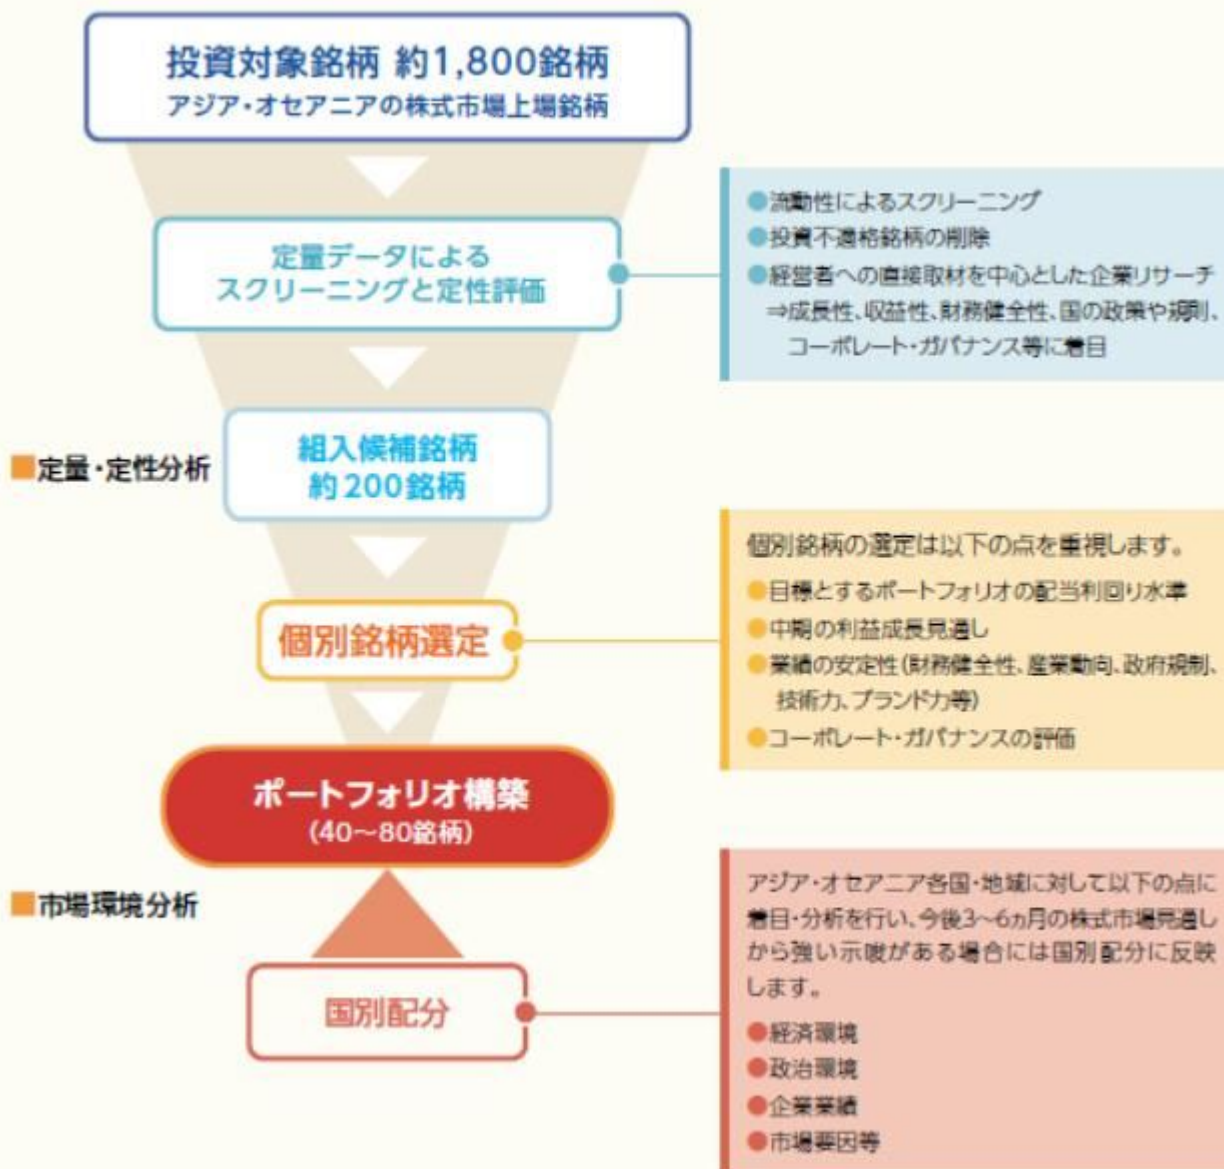 投資対象銘柄 約1,800銘柄
アジア・オセアニアの株式市場上場銘柄
定量データによる
スクリーニングと定性評価
●流動性によるスクリーニング
●投資不適格銘柄の削除
●経営者への直接取材を中心とした企業リサーチ
⇒成長性、収益性、財務健全性、国の政策や規則、
コーポレート・ガバナンス等に着目
■定量・定性分析
組入候補銘柄
約200銘柄
個別銘柄選定
個別銘柄の選定は以下の点を重視します。
●目標とするポートフォリオの配当利回り水準
●中期の利益成長見通し
●業績の安定性(財務健全性、産業動向、政府規制、
技術力、ブランド力等)
●コーポレート・ガバナンスの評価
ポートフォリオ構築
(40～80銘柄)
■市場環境分析
国別配分
アジア・オセアニア各国・地域に対して以下の点に
着目・分析を行い、今後3～6ヵ月の株式市場見通し
から強い示唆がある場合には国別配分に反映
します。
●経済環境
●政治環境
●企業業績
●市場要因等